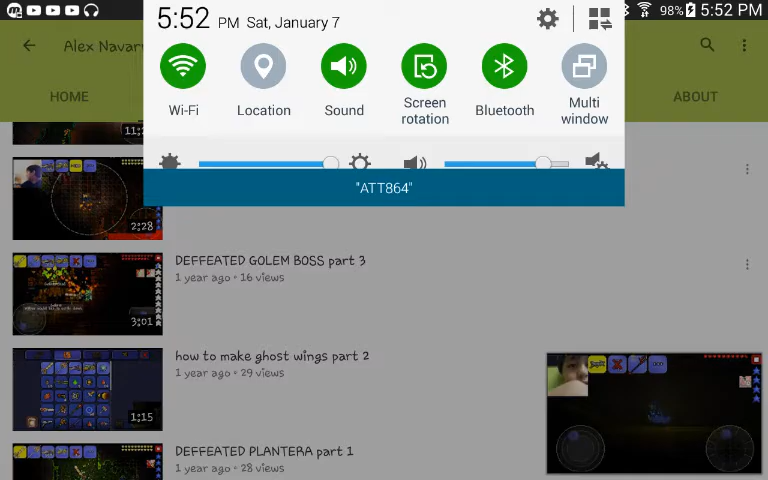 5:52 PM Sat, January 7
98% 5:52 PM
Alex Navarr
HOME
ABOUT
Wi-Fi
Location
Sound
Screen rotation
Bluetooth
Multi window
"ATT864"
11:2
2:28
DEFEATED GOLEM BOSS part 3
1 year ago • 16 views
3:01
how to make ghost wings part 2
1 year ago • 29 views
1:15
DEFEATED PLANTERA part 1
1 year ago • 28 views